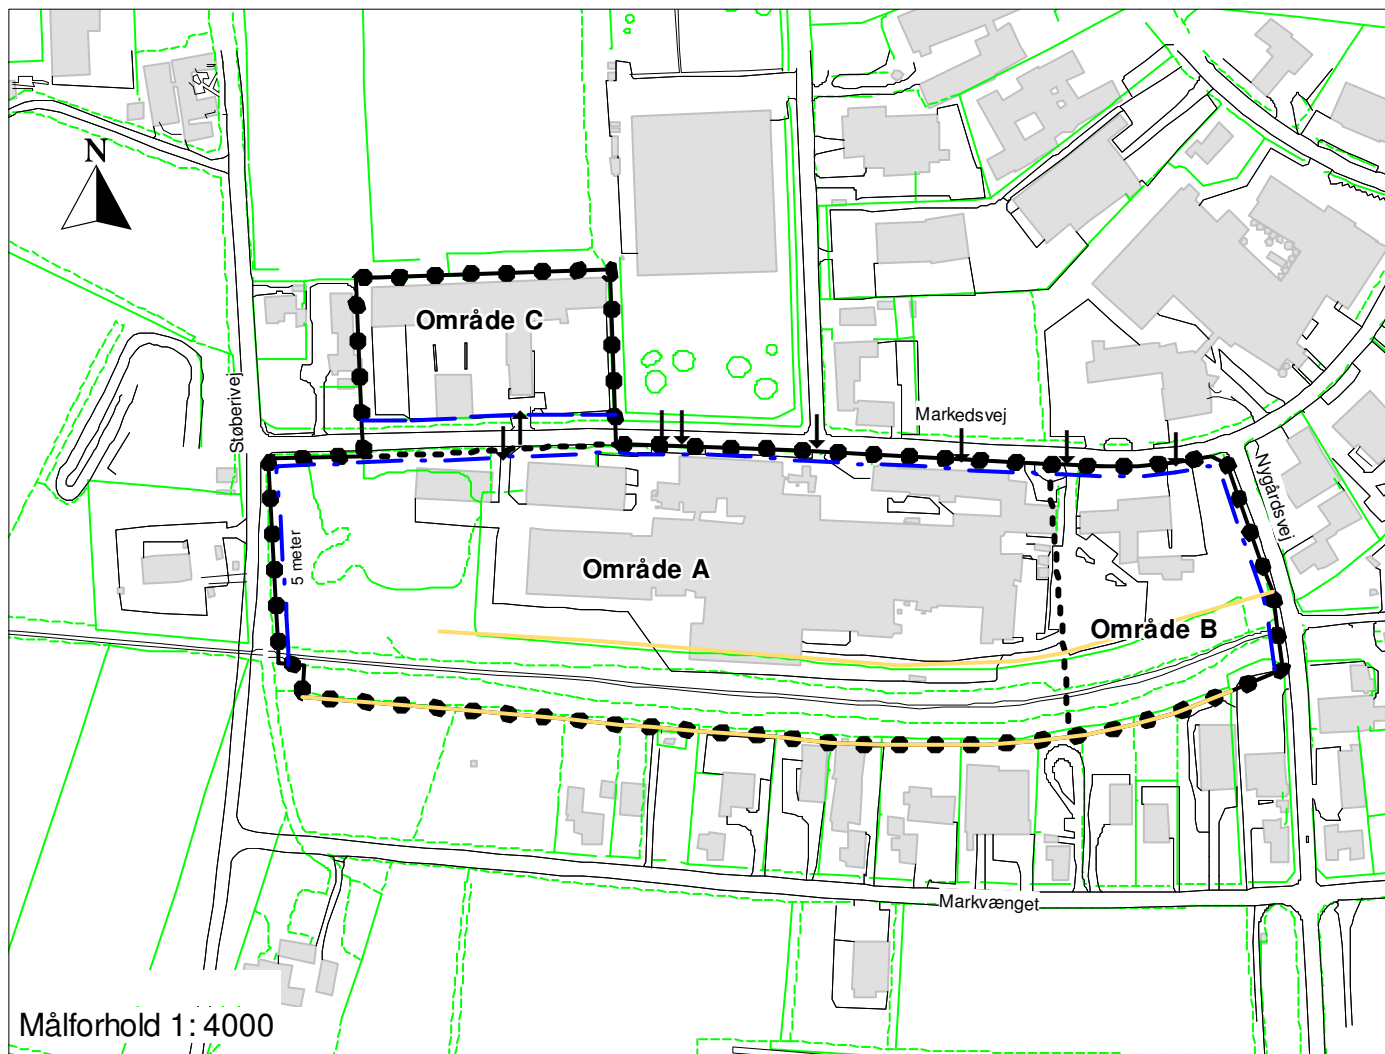 N
Område C
Støberivej
Markedsvej
Nygårdsvej
5 meter
Område A
Område B
Markvænget
Målforhold 1: 4000